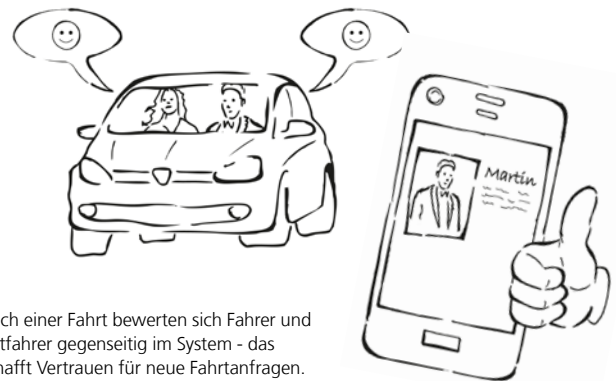 Martin
ch einer Fahrt bewerten sich Fahrer und
tfahrer gegenseitig im System - das
hafft Vertrauen für neue Fahrtanfragen.